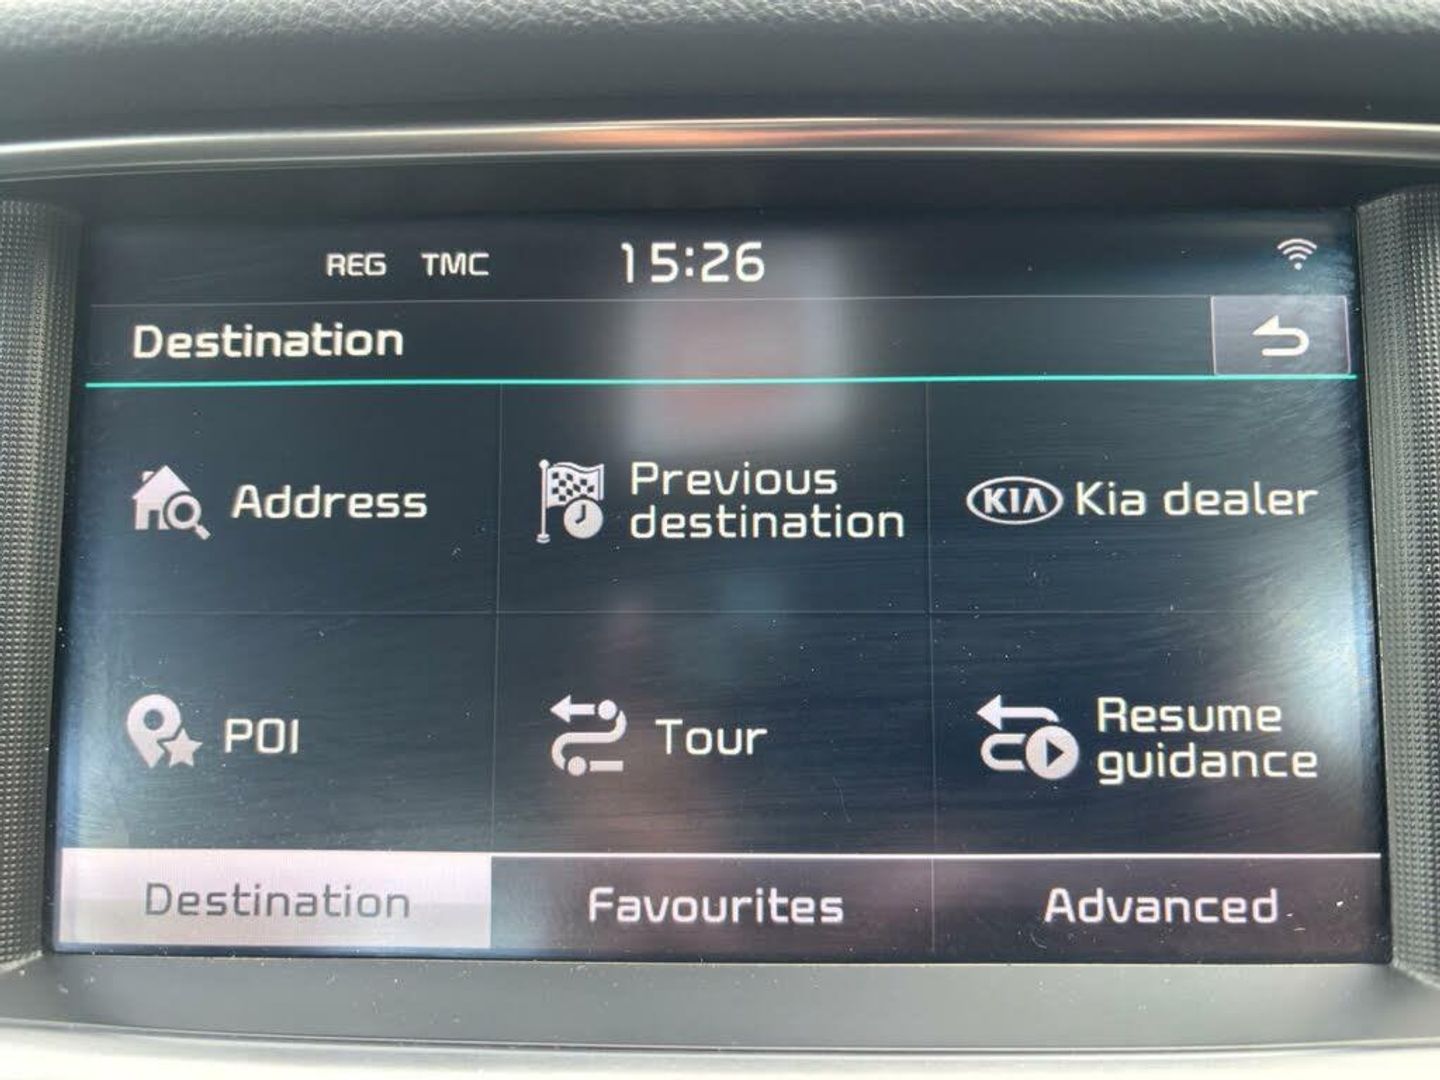 REG TMC 15:26
Destination
Address
Previous
destination
KIA Kia dealer
POI
Tour
Resume
guidance
Destination
Favourites
Advanced